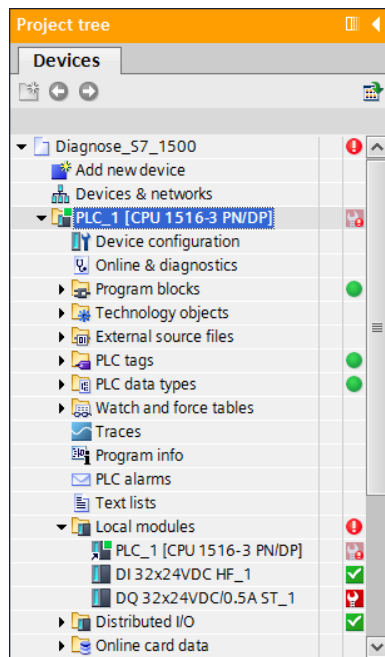 Project tree
Devices
Diagnose_S7_1500
Add new device
Devices & networks
PLC_1 [CPU 1516-3 PN/DP]
Device configuration
Online & diagnostics
Program blocks
Technology objects
External source files
PLC tags
PLC data types
Watch and force tables
Traces
Program info
PLC alarms
Text lists
Local modules
PLC_1 [CPU 1516-3 PN/DP]
DI 32x24VDC HF_1
DQ 32x24VDC/0.5A ST_1
Distributed I/O
Online card data